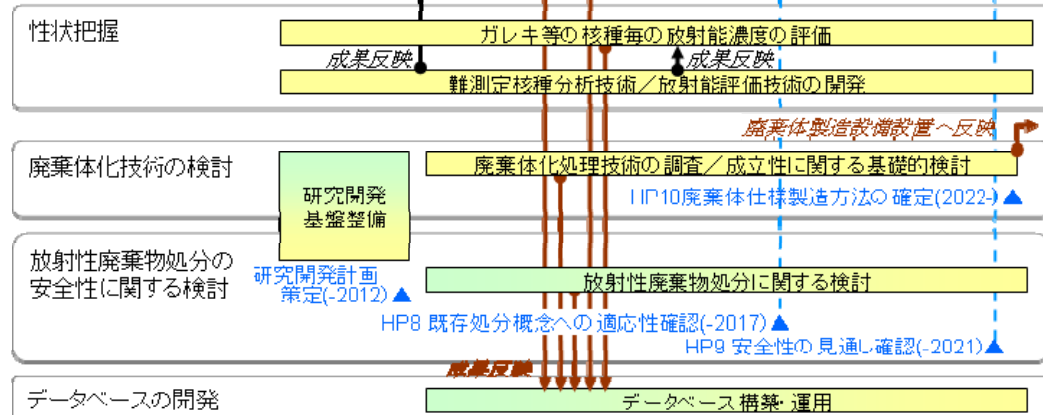 性状把握
ガレキ等の核種毎の放射能濃度の評価
成果反映
成果反映
難測定核種分析技術／放射能評価技術の開発
廃棄体製造設備設置へ反映
廃棄体化技術の検討
廃棄体化処理技術の調査／成立性に関する基礎的検討
研究開発
基盤整備
HP10廃棄体仕様製造方法の確定(2022-)
放射性廃棄物処分の
安全性に関する検討
研究開発計画
策定(-2012)
放射性廃棄物処分に関する検討
HP8 既存処分概念への適応性確認(-2017)
HP9 安全性の見通し確認(-2021)
成果反映
データベースの開発
データベース構築・運用